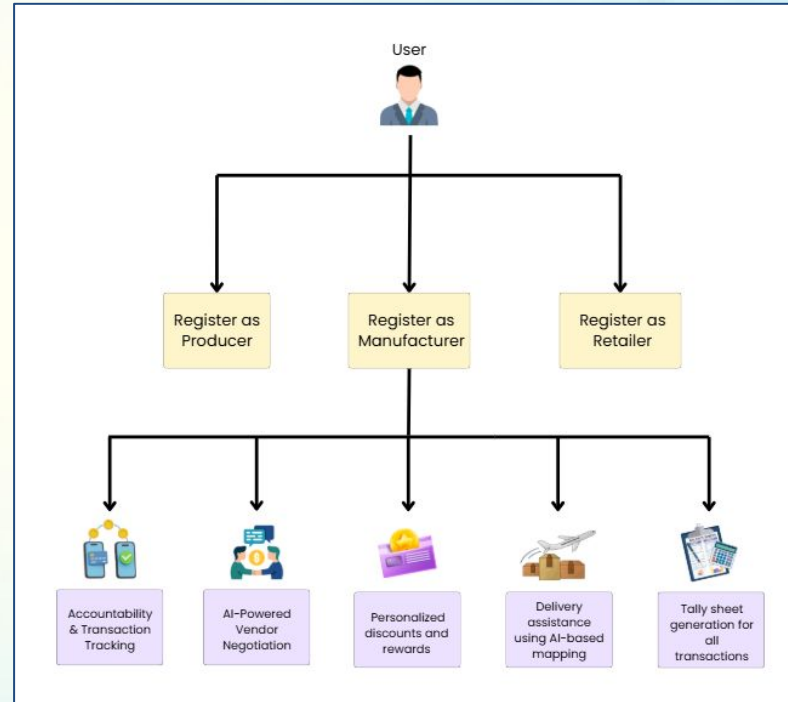 User
Register as
Producer
Register as
Manufacturer
Register as
Retailer
Accountability
& Transaction
Tracking
AI-Powered
Vendor
Negotiation
Personalized
discounts and
rewards
Delivery
assistance
using AI-based
mapping
Tally sheet
generation for
all
transactions